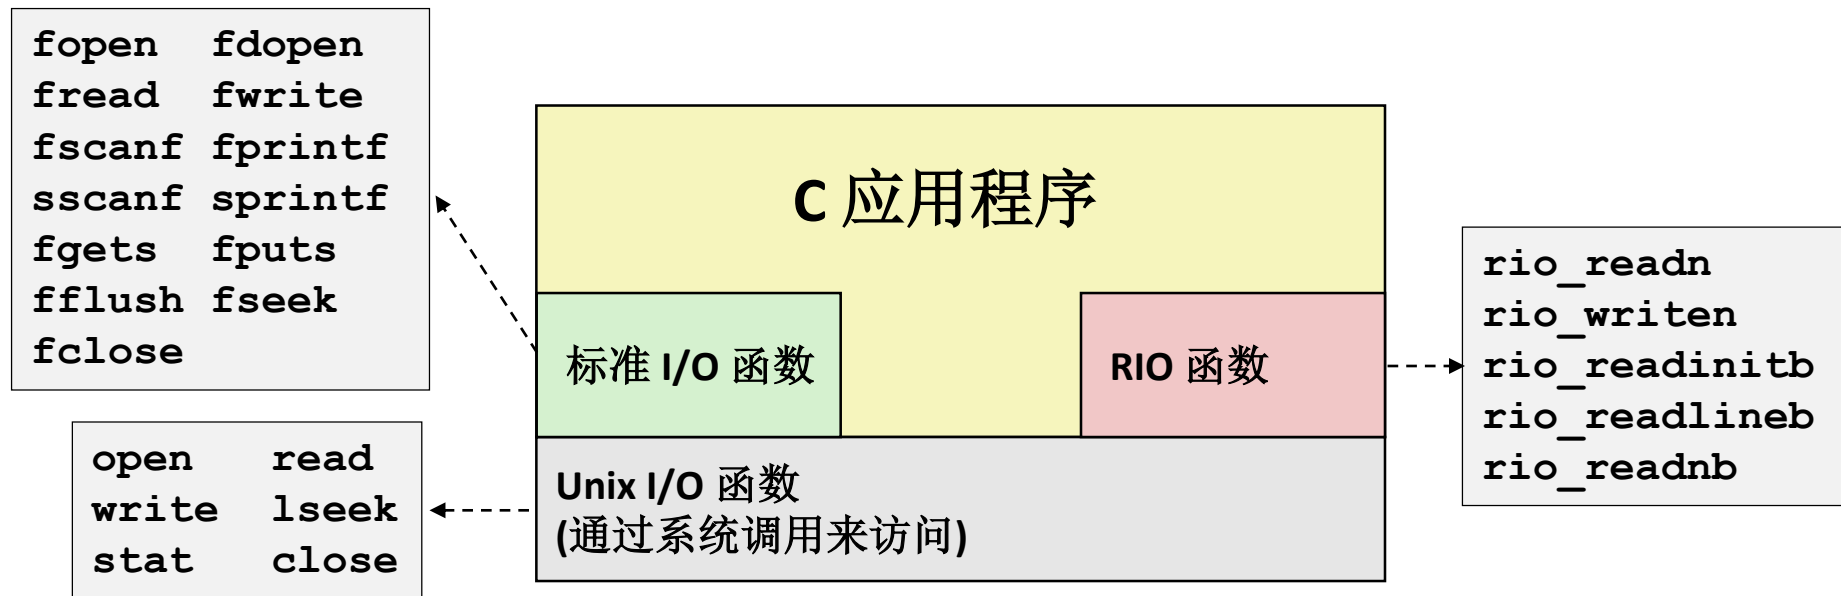 fopen fdopen
fread fwrite
fscanf fprintf
sscanf sprintf
fgets fputs
fflush fseek
fclose
C 应用程序
标准 I/O 函数
RIO 函数
rio_readn
rio_writen
rio_readinitb
rio_readlineb
rio_readnb
open read
write lseek
stat close
Unix I/O 函数
(通过系统调用来访问)